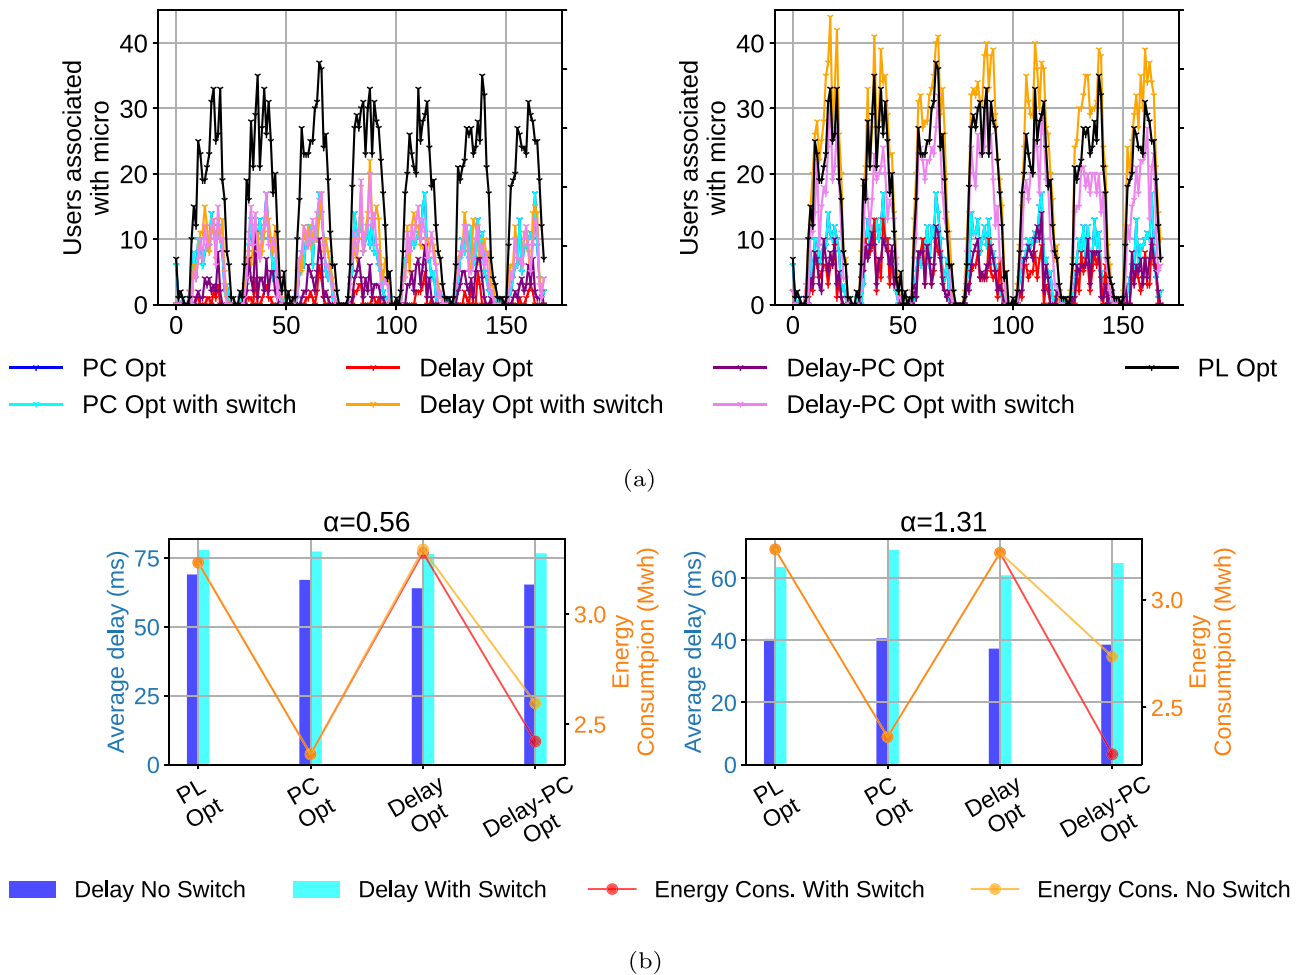 Users associated
with micro
40
30
20
10
0
0
50
100
150
Users associated
with micro
40
30
20
10
0
0
50
100
150
PC Opt
Delay Opt
Delay-PC Opt
PL Opt
PC Opt with switch
Delay Opt with switch
Delay-PC Opt with switch
(a)
α=0.56
Average delay (ms)
75
50
25
0
3.0
2.5
Energy
Consumtpion (Mwh)
PL
Opt
PC
Opt
Delay
Opt
Delay-PC
Opt
α=1.31
Average delay (ms)
60
40
20
0
3.0
2.5
Energy
Consumtpion (Mwh)
PL
Opt
PC
Opt
Delay
Opt
Delay-PC
Opt
Delay No Switch
Delay With Switch
Energy Cons. With Switch
Energy Cons. No Switch
(b)